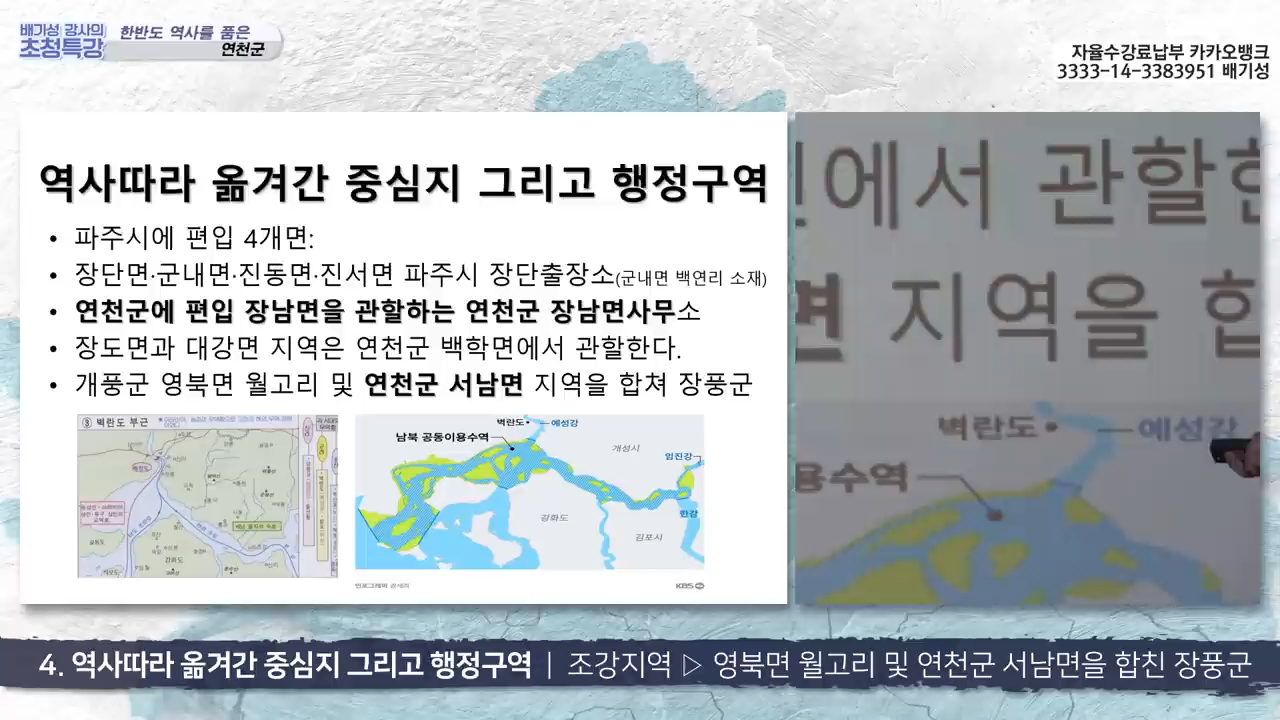 배기성 강사의
초청특강
한반도 역사를 품은
연천군
자율수강료납부 카카오뱅크
3333-14-3383951 배기성
역사따라 옮겨간 중심지 그리고 행정구역
• 파주시에 편입 4개면:
• 장단면·군내면·진동면·진서면 파주시 장단출장소(군내면 백연리 소재)
• 연천군에 편입 장남면을 관할하는 연천군 장남면사무소
• 장도면과 대강면 지역은 연천군 백학면에서 관할한다.
• 개풍군 영북면 월고리 및 연천군 서남면 지역을 합쳐 장풍군
③ 벽란도 부근
강화도
벽란도
예성강
남북 공동이용수역
개성시
임진강
강화도
한강
김포시
KBS
에서 관할한
면 지역을 합
벽란도
예성강
용수역
4. 역사따라 옮겨간 중심지 그리고 행정구역 | 조강지역 ▷ 영북면 월고리 및 연천군 서남면을 합친 장풍군